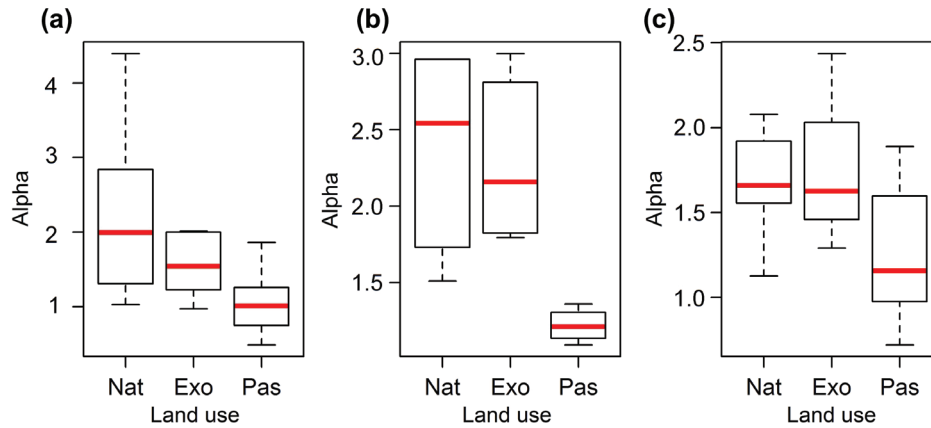 (a)
Alpha
4
3
2
1
Nat Exo Pas
Land use
(b)
Alpha
3.0
2.5
2.0
1.5
Nat Exo Pas
Land use
(c)
Alpha
2.5
2.0
1.5
1.0
Nat Exo Pas
Land use